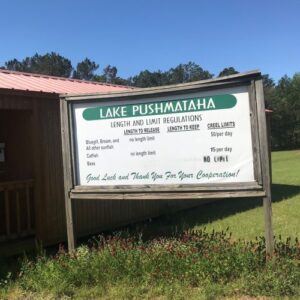 LAKE PUSHMATAHA
LENGTH AND LIMIT REGULATIONS
LENGTH TO RELEASE LENGTH TO KEEP CREEL LIMITS
Bluegill, Bream, and no length limit 50/per day
All other sunfish
Catfish no length limit 15/per day
Bass NO LIMIT
Good Luck and Thank You For Your Cooperation!